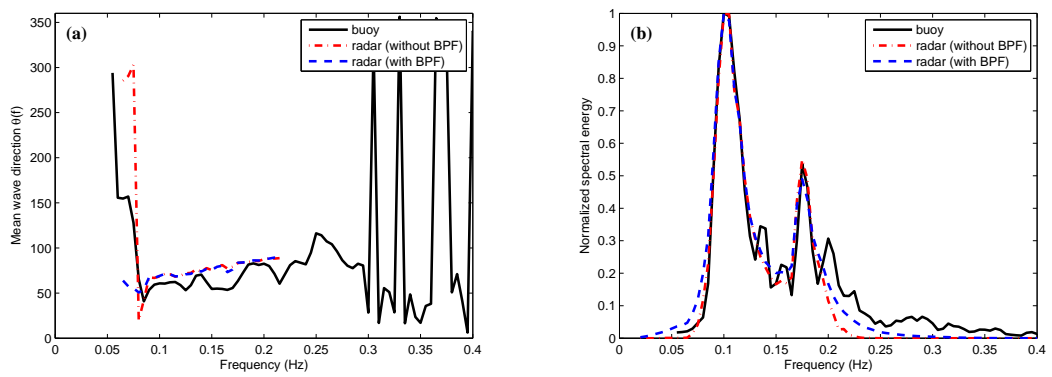 (a)
buoy
radar (without BPF)
radar (with BPF)
Mean wave direction θ(f)
360
350
300
250
200
150
100
50
0
0 0.05 0.1 0.15 0.2 0.25 0.3 0.35 0.4
Frequency (Hz)
(b)
buoy
radar (without BPF)
radar (with BPF)
Normalized spectral energy
1
0.9
0.8
0.7
0.6
0.5
0.4
0.3
0.2
0.1
0
0 0.05 0.1 0.15 0.2 0.25 0.3 0.35 0.4
Frequency (Hz)